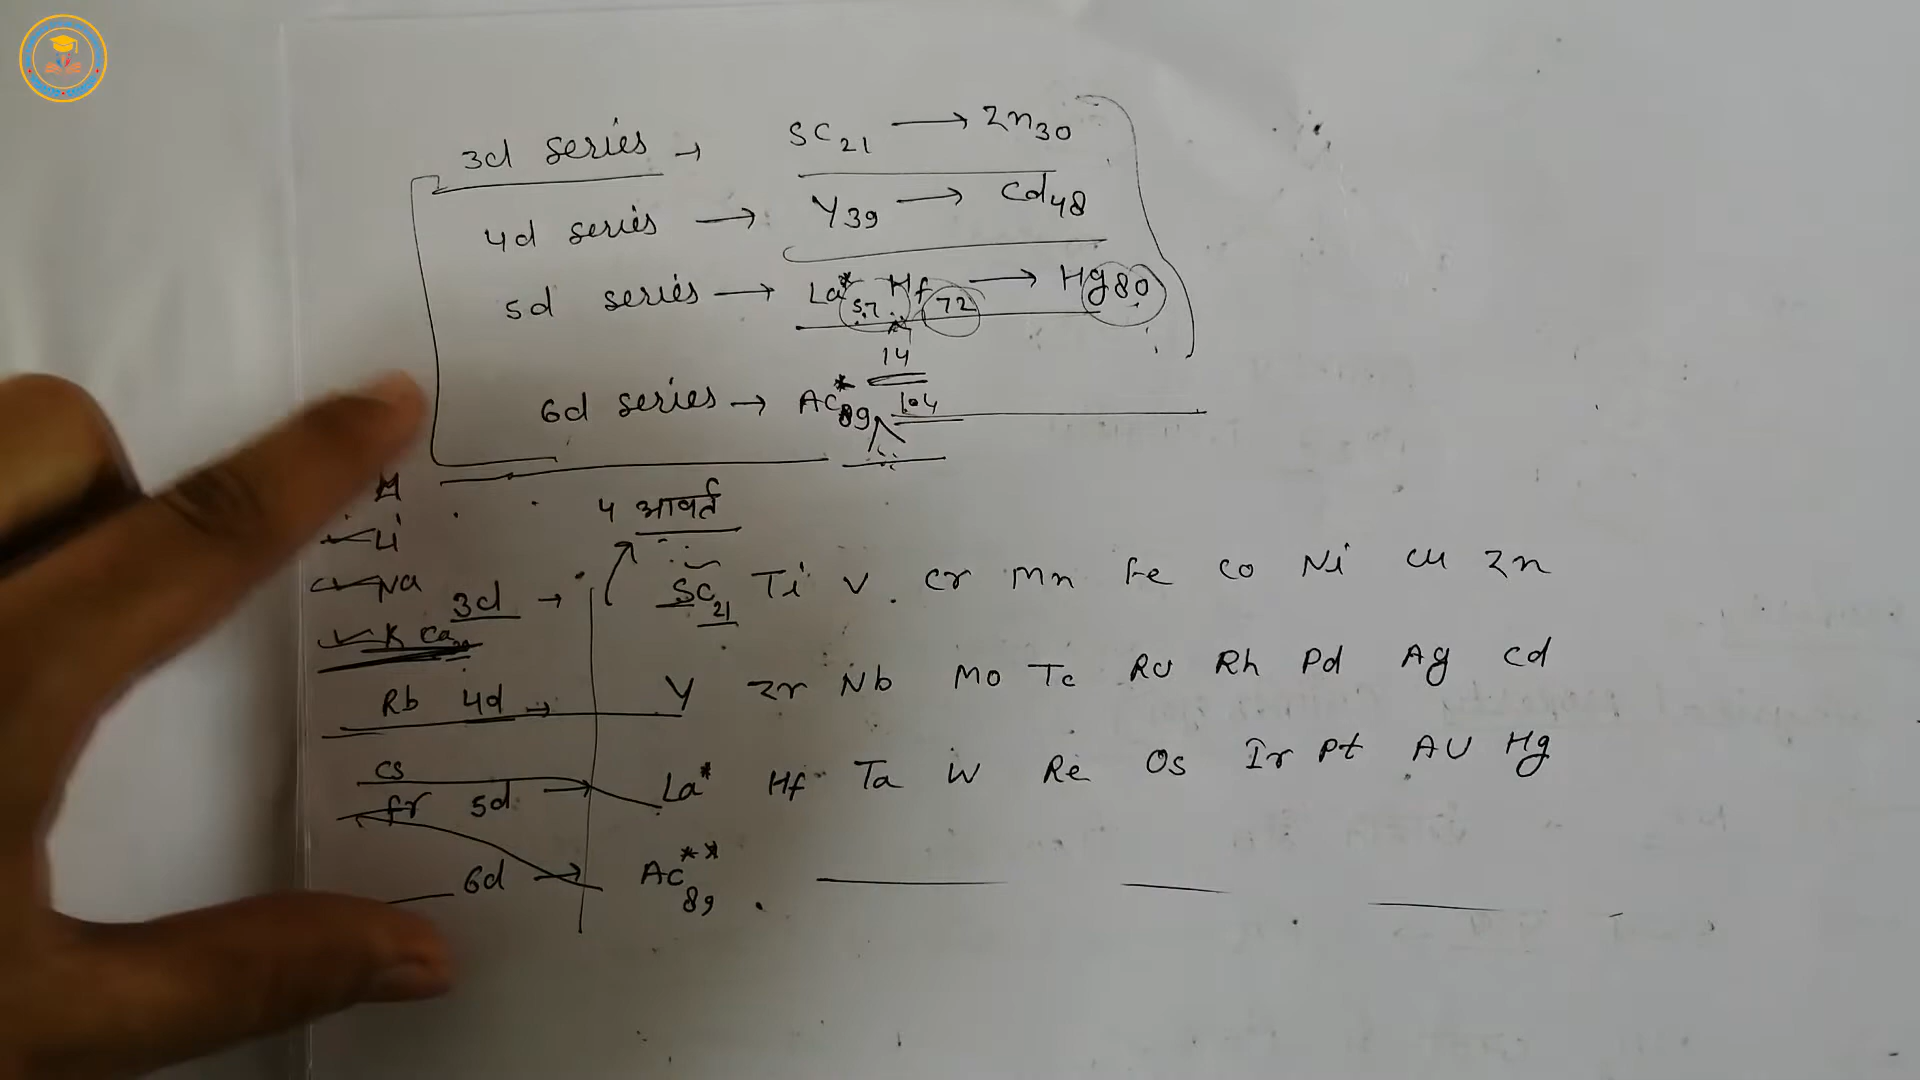 3d series → Sc21 → Zn30
4d series → Y39 → Cd48
5d series → La*57 Hf72 → Hg80
14
6d series → Ac*89 104
H
Li
Na
K Ca20
Rb
Cs
fr
4 आवर्त
3d → Sc21 Ti V Cr Mn Fe Co Ni Cu Zn
4d → Y Zr Nb Mo Tc Ru Rh Pd Ag Cd
5d → La* Hf Ta W Re Os Ir Pt AU Hg
6d → Ac**89